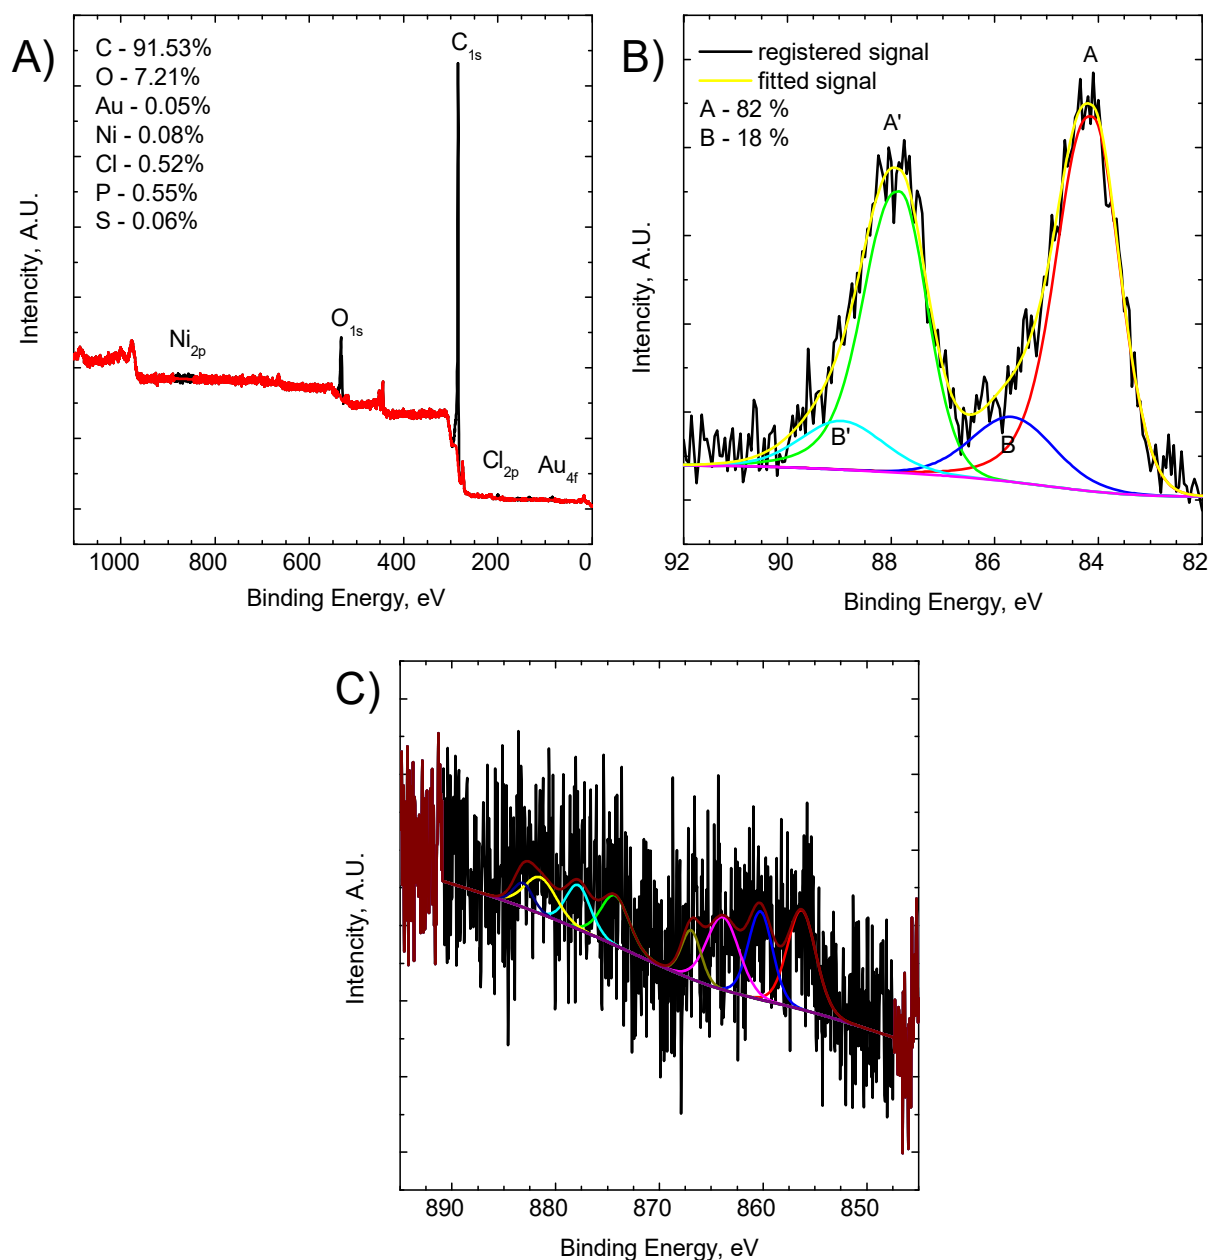 A)
C - 91.53%
O - 7.21%
Au - 0.05%
Ni - 0.08%
Cl - 0.52%
P - 0.55%
S - 0.06%
C1s
O1s
Ni2p
Cl2p
Au4f
Intencity, A.U.
1000 800 600 400 200 0
Binding Energy, eV
B)
registered signal
fitted signal
A - 82 %
B - 18 %
A
A'
B'
B
Intencity, A.U.
92 90 88 86 84 82
Binding Energy, eV
C)
Intencity, A.U.
890 880 870 860 850
Binding Energy, eV